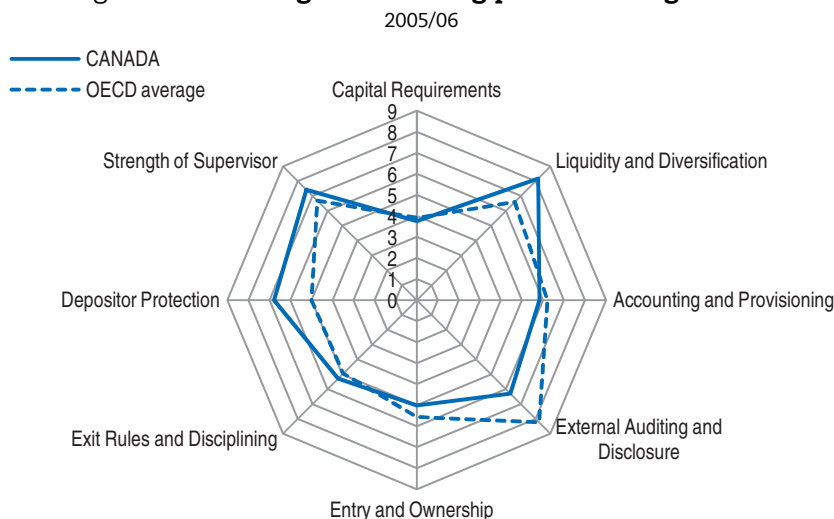 2005/06
CANADA
OECD average
Capital Requirements
9
8
7
6
5
4
3
2
1
0
Strength of Supervisor
Liquidity and Diversification
Depositor Protection
Accounting and Provisioning
Exit Rules and Disciplining
External Auditing and
Disclosure
Entry and Ownership